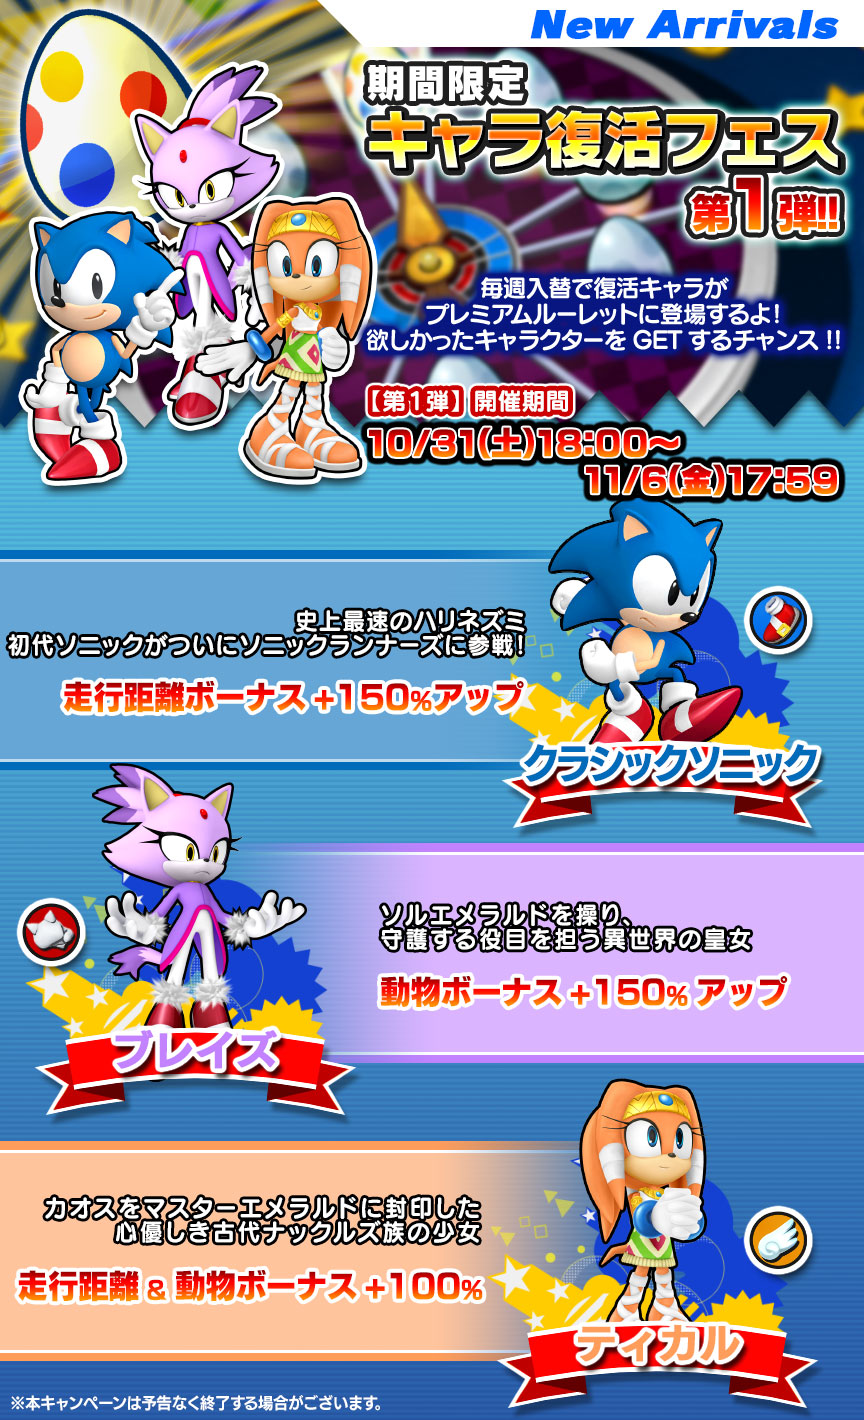 New Arrivals
期間限定
キャラ復活フェス
第1弾!!
毎週入替で復活キャラが
プレミアムルーレットに登場するよ!
欲しかったキャラクターを GET するチャンス !!
【第1弾】開催期間
10/31(土)18:00～
11/6(金)17:59
史上最速のハリネズミ
初代ソニックがついにソニックランナーズに参戦!
走行距離ボーナス +150%アップ
クラシックソニック
ソルエメラルドを操り、
守護する役目を担う異世界の皇女
動物ボーナス +150% アップ
ブレイズ
カオスをマスターエメラルドに封印した
心優しき古代ナックルズ族の少女
走行距離 & 動物ボーナス +100%
ティカル
※本キャンペーンは予告なく終了する場合がございます。